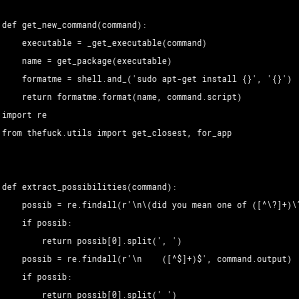 def get_new_command(command):
    executable = _get_executable(command)
    name = get_package(executable)
    formatme = shell.and_('sudo apt-get install {}', '{}')
    return formatme.format(name, command.script)
import re
from thefuck.utils import get_closest, for_app
def extract_possibilities(command):
    possib = re.findall(r'\n\(did you mean one of ([^\?]+)\
    if possib:
        return possib[0].split(', ')
    possib = re.findall(r'\n    ([^$]+)$', command.output)
    if possib:
        return possib[0].split(' ')